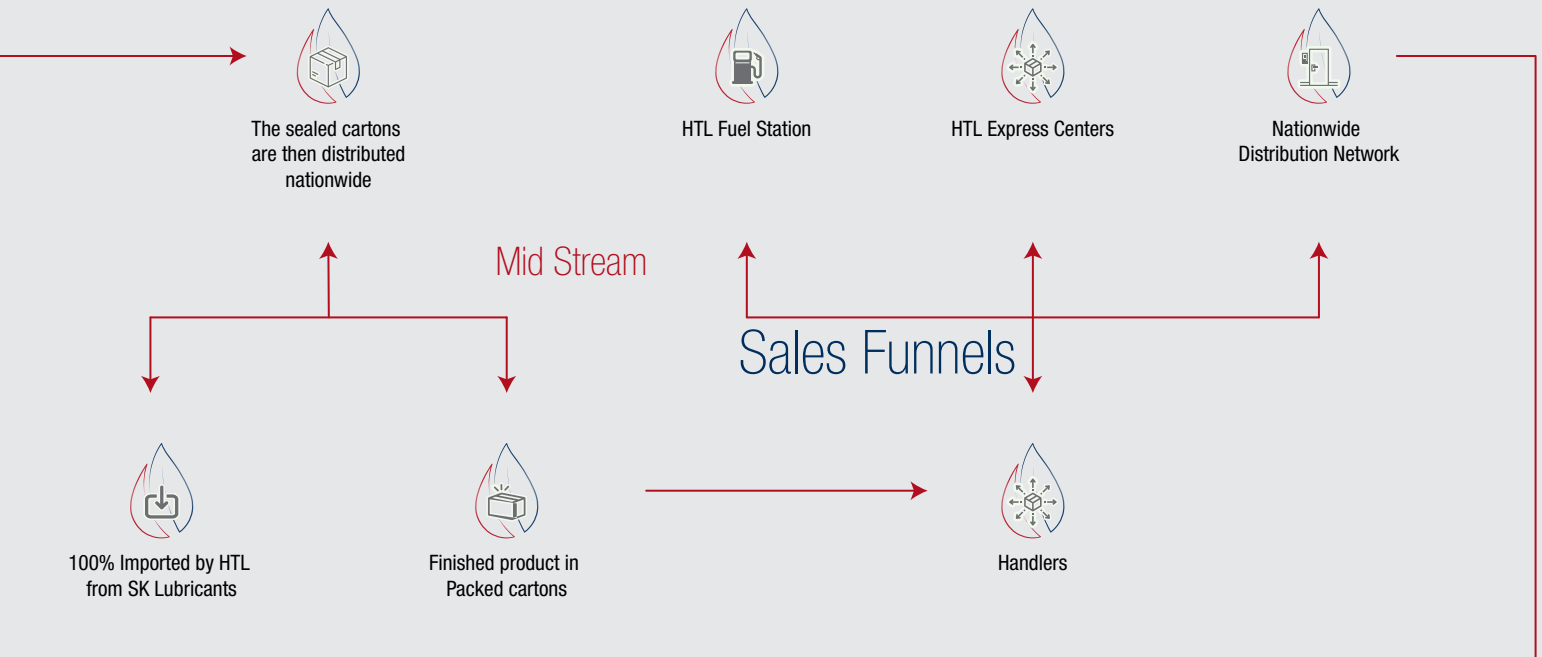 The sealed cartons
are then distributed
nationwide
HTL Fuel Station
HTL Express Centers
Nationwide
Distribution Network
Mid Stream
Sales Funnels
100% Imported by HTL
from SK Lubricants
Finished product in
Packed cartons
Handlers